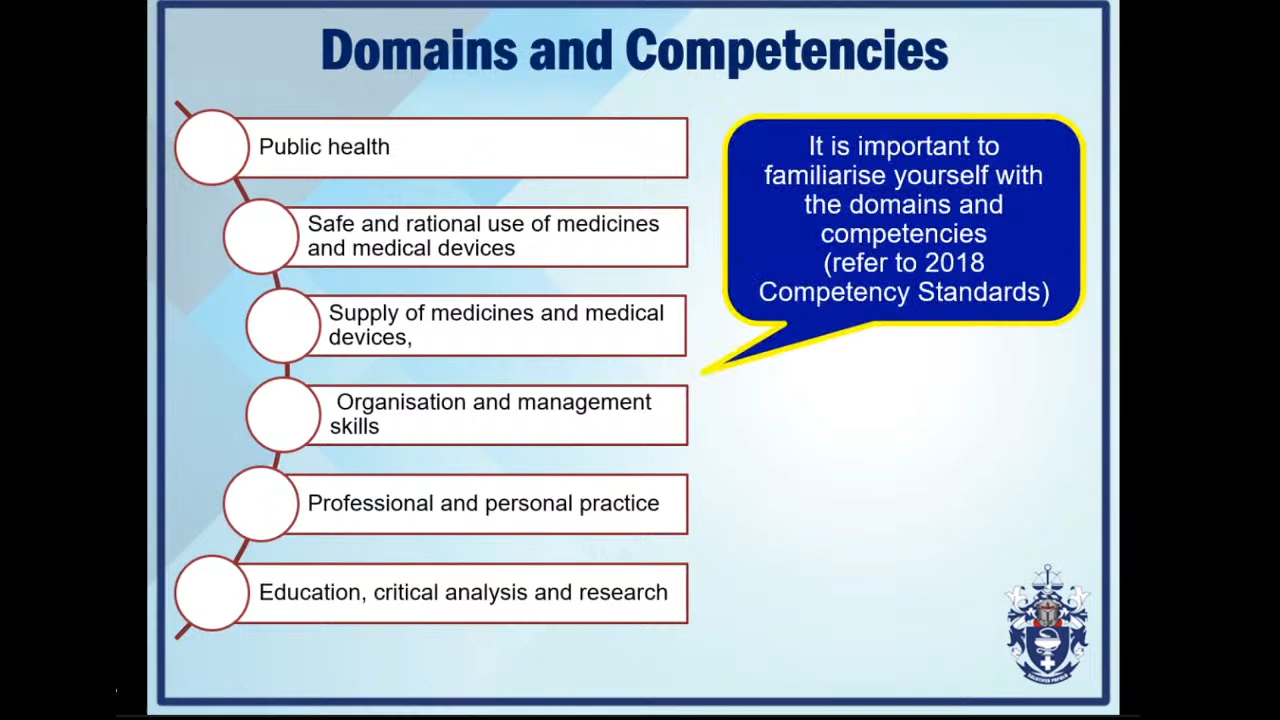 Domains and Competencies
Public health
Safe and rational use of medicines
and medical devices
Supply of medicines and medical
devices,
Organisation and management
skills
Professional and personal practice
Education, critical analysis and research
It is important to
familiarise yourself with
the domains and
competencies
(refer to 2018
Competency Standards)